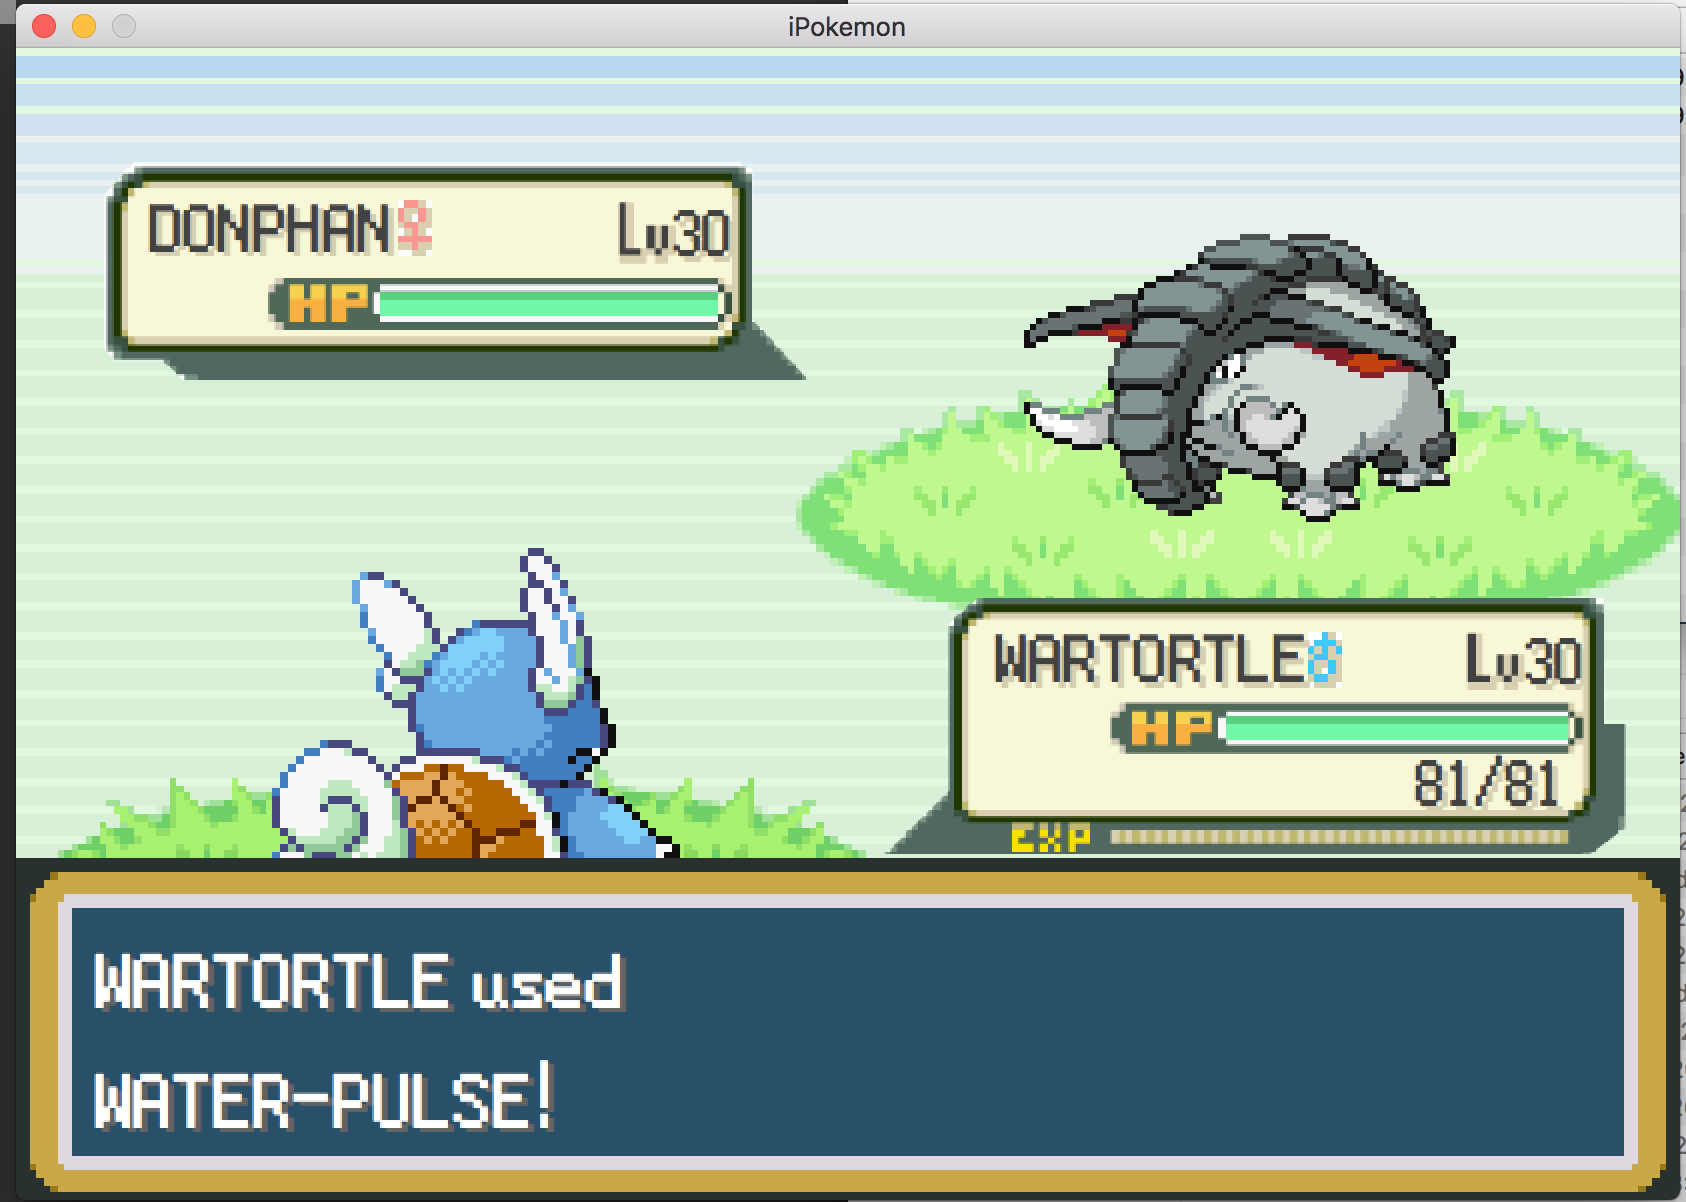 iPokemon
DONPHAN♀ Lv30
HP
WARTORTLE♂ Lv30
HP
81/81
EXP
WARTORTLE used
WATER-PULSE!